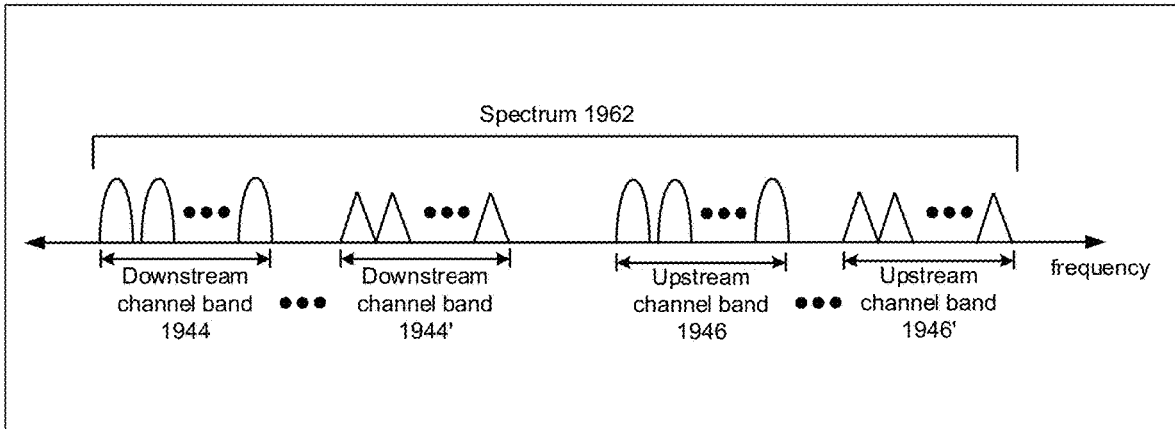 Spectrum 1962
frequency
Downstream
channel band
1944
Downstream
channel band
1944'
Upstream
channel band
1946
Upstream
channel band
1946'